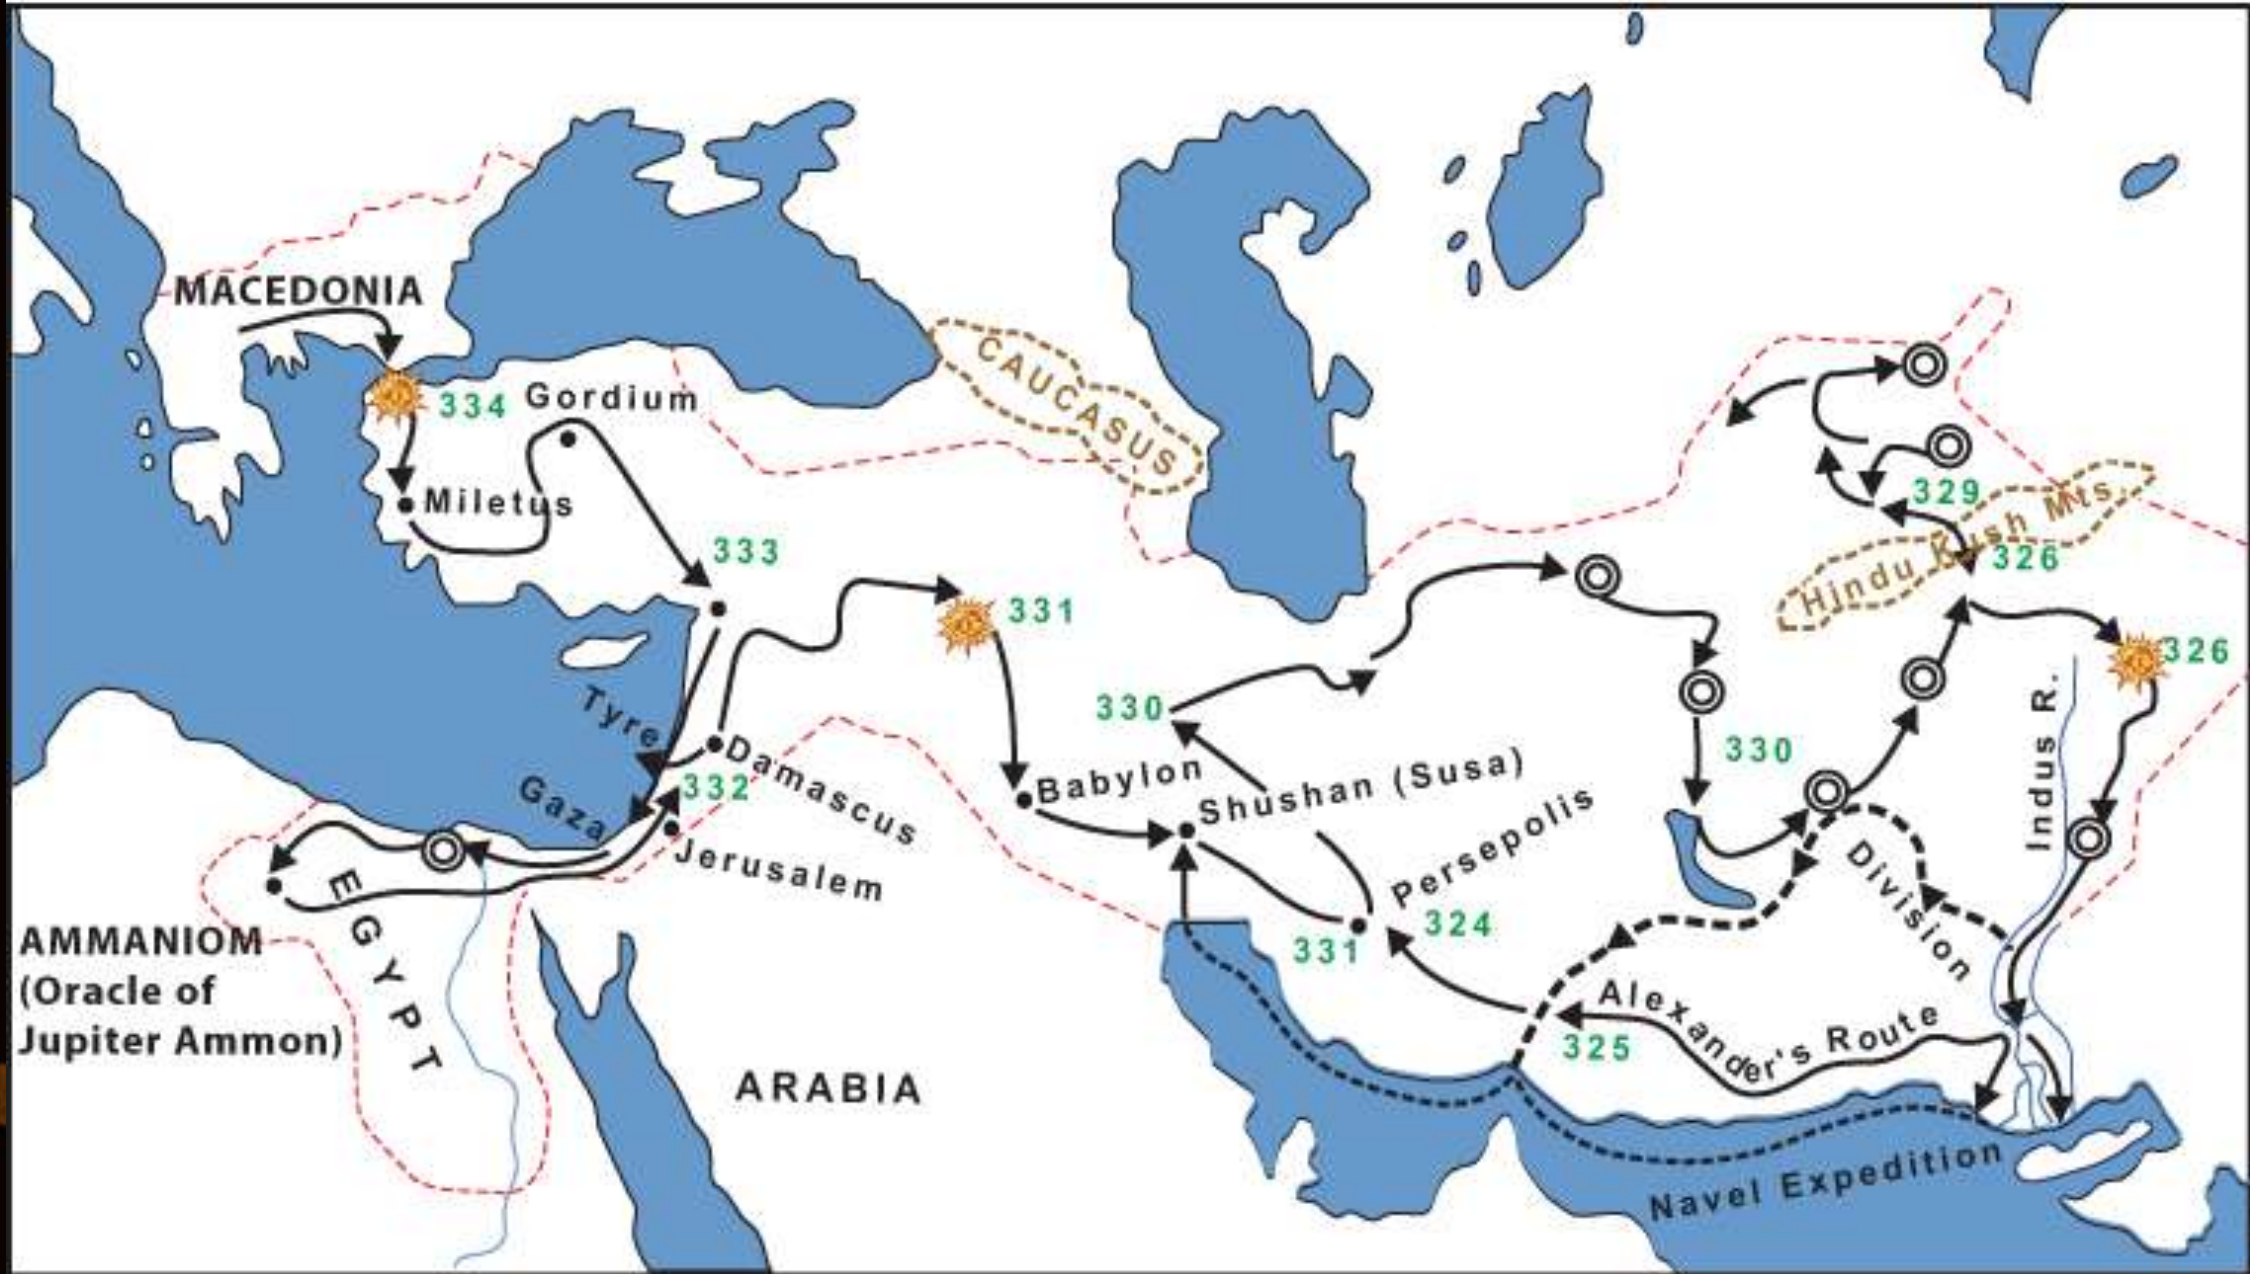 MACEDONIA
CAUCASUS
334
Gordium
Miletus
329
Hindu Kush Mts.
326
333
331
326
Tyre
330
Indus R.
Damascus
332
330
Gaza
Babylon
Shushan (Susa)
Persepolis
Jerusalem
Division
EGYPT
324
331
AMMANIOM
(Oracle of
Jupiter Ammon)
Alexander's Route
325
ARABIA
Navel Expedition